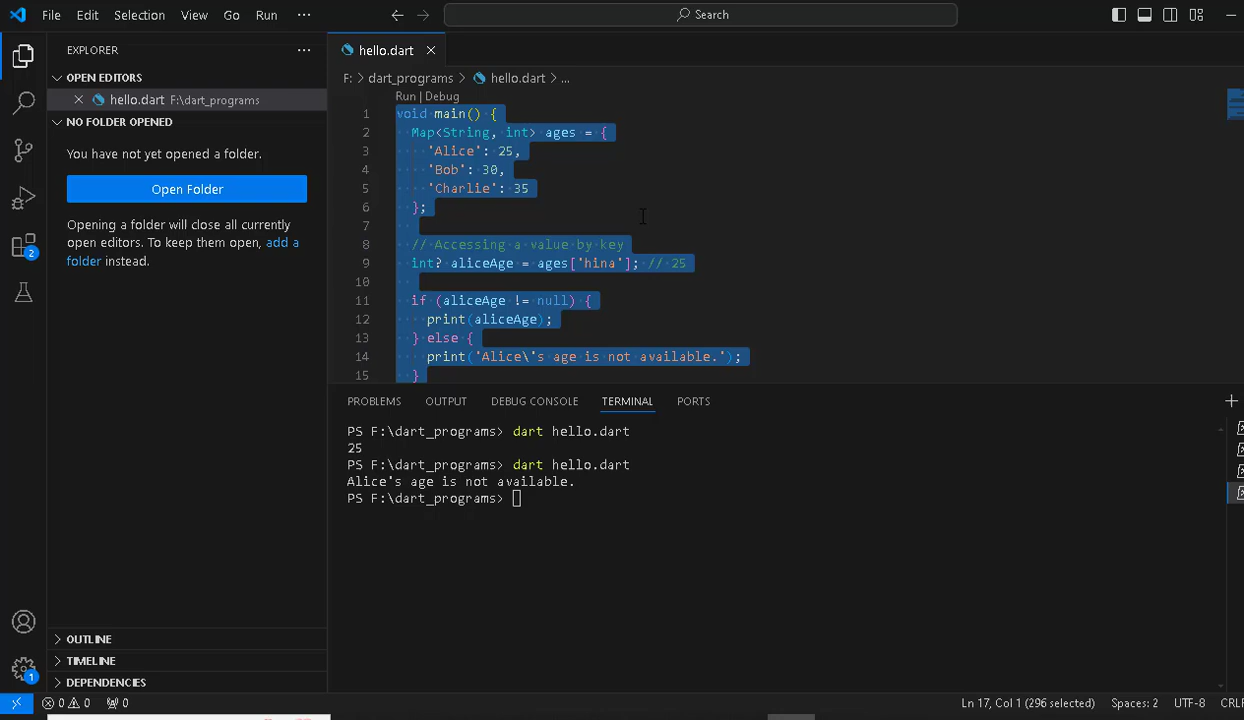 File Edit Selection View Go Run ··· Search
EXPLORER ···
OPEN EDITORS
hello.dart F:\dart_programs
NO FOLDER OPENED
You have not yet opened a folder.
Open Folder
Opening a folder will close all currently
open editors. To keep them open, add a
folder instead.
OUTLINE
TIMELINE
DEPENDENCIES
2
1
hello.dart
F: > dart_programs > hello.dart > ...
Run | Debug
1 void main() {
2 Map<String, int> ages = {
3 'Alice': 25,
4 'Bob': 30,
5 'Charlie': 35
6 };
7
8 // Accessing a value by key
9 int? aliceAge = ages['hina']; // 25
10
11 if (aliceAge != null) {
12 print(aliceAge);
13 } else {
14 print('Alice\'s age is not available.');
15 }
PROBLEMS OUTPUT DEBUG CONSOLE TERMINAL PORTS
PS F:\dart_programs> dart hello.dart
25
PS F:\dart_programs> dart hello.dart
Alice's age is not available.
PS F:\dart_programs>
0 0 0 Ln 17, Col 1 (296 selected) Spaces: 2 UTF-8 CRLF